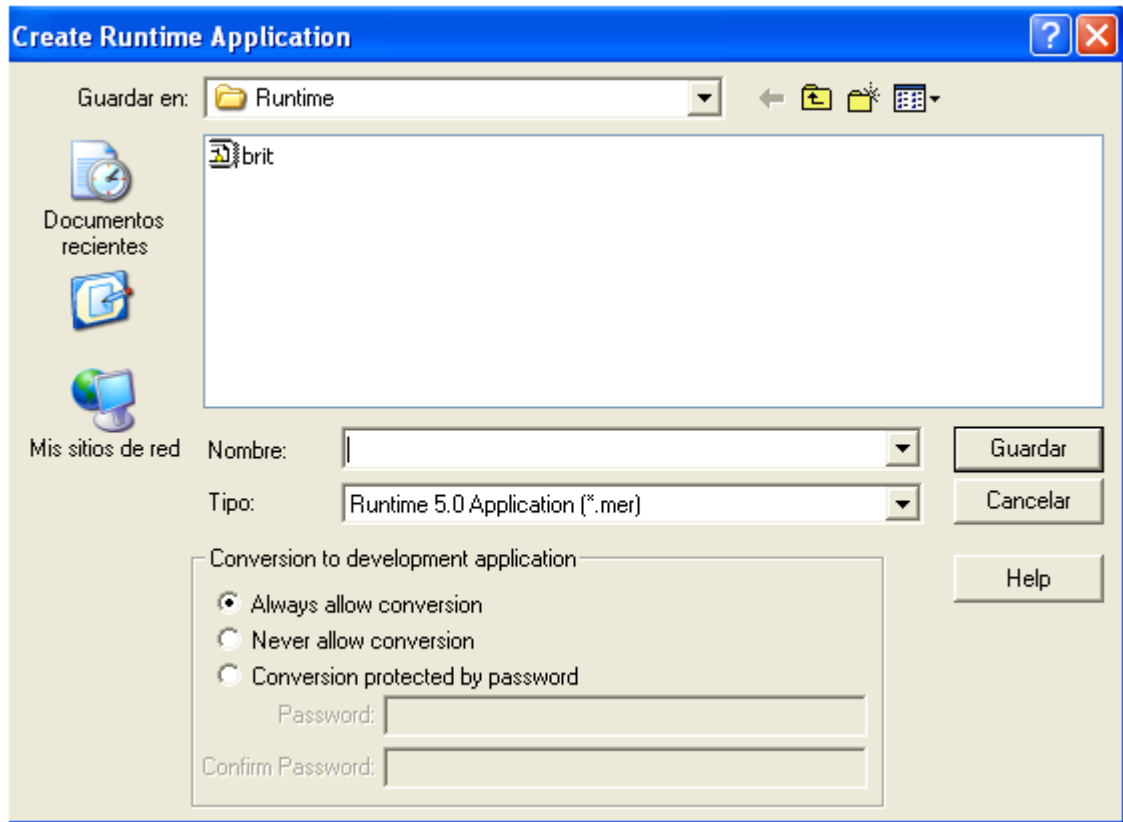 Create Runtime Application
Guardar en:
Runtime
brit
Documentos
recientes
Mis sitios de red
Nombre:
Guardar
Tipo:
Runtime 5.0 Application (*.mer)
Cancelar
Conversion to development application
Help
Always allow conversion
Never allow conversion
Conversion protected by password
Password:
Confirm Password: